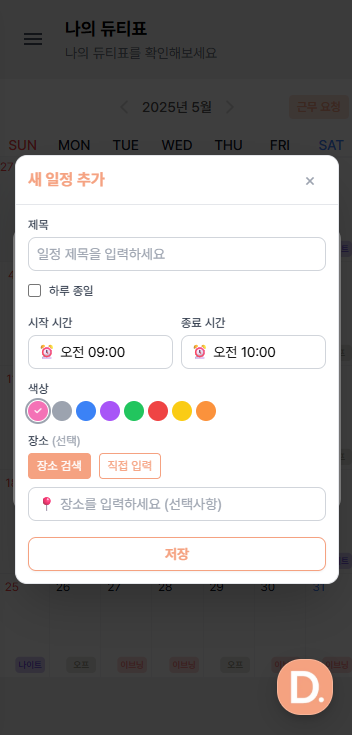 나의 듀티표
나의 듀티표를 확인해보세요
2025년 5월
근무 요청
SUN MON TUE WED THU FRI SAT
27
새 일정 추가
×
제목
일정 제목을 입력하세요
하루 종일
시작 시간 종료 시간
오전 09:00 오전 10:00
색상
장소 (선택)
장소 검색 직접 입력
장소를 입력하세요 (선택사항)
저장
25 26 27 28 29 30 31
나이트 오프 이브닝 이브닝 오프
D.